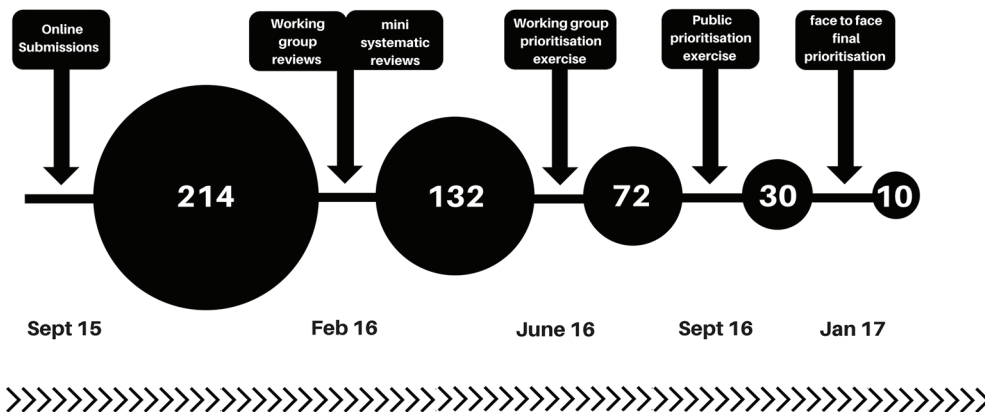 Online
Submissions
Working
group
reviews
mini
systematic
reviews
Working group
prioritisation
exercise
Public
prioritisation
exercise
face to face
final
prioritisation
214
132
72
30
10
Sept 15
Feb 16
June 16
Sept 16
Jan 17